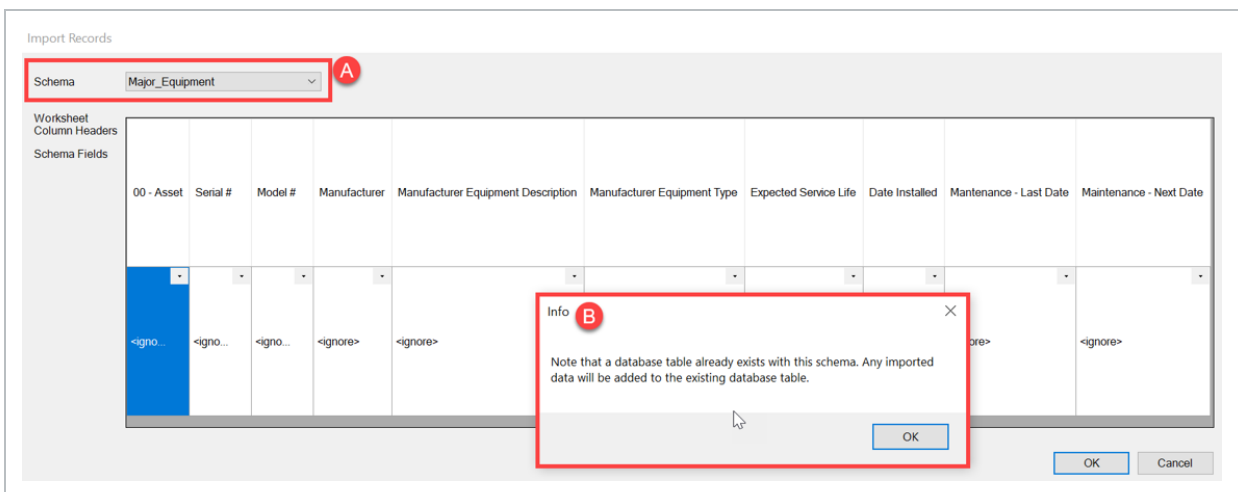 Import Records
Schema Major_Equipment A
Worksheet
Column Headers
Schema Fields
00 - Asset Serial # Model # Manufacturer Manufacturer Equipment Description Manufacturer Equipment Type Expected Service Life Date Installed Mantenance - Last Date Maintenance - Next Date
<igno... <igno... <igno... <ignore> <ignore> ore> <ignore>
Info B
Note that a database table already exists with this schema. Any imported
data will be added to the existing database table.
OK
OK Cancel